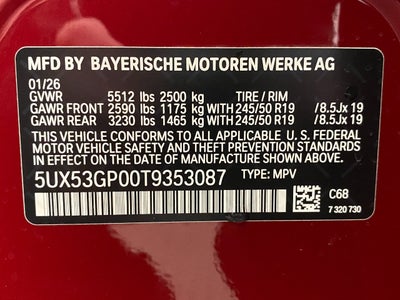 MFD BY BAYERISCHE MOTOREN WERKE AG
01/26
GVWR 5512 lbs 2500 kg TIRE / RIM
GAWR FRONT 2590 lbs 1175 kg WITH 245/50 R19 / 8.5Jx 19
GAWR REAR 3230 lbs 1465 kg WITH 245/50 R19 / 8.5Jx 19
THIS VEHICLE CONFORMS TO ALL APPLICABLE U. S. FEDERAL
MOTOR VEHICLE SAFETY AND THEFT PREVENTION STANDARDS
IN EFFECT ON THE DATE OF MANUFACTURE SHOWN ABOVE.
5UX53GP00T9353087 TYPE: MPV
C68
7 320 730